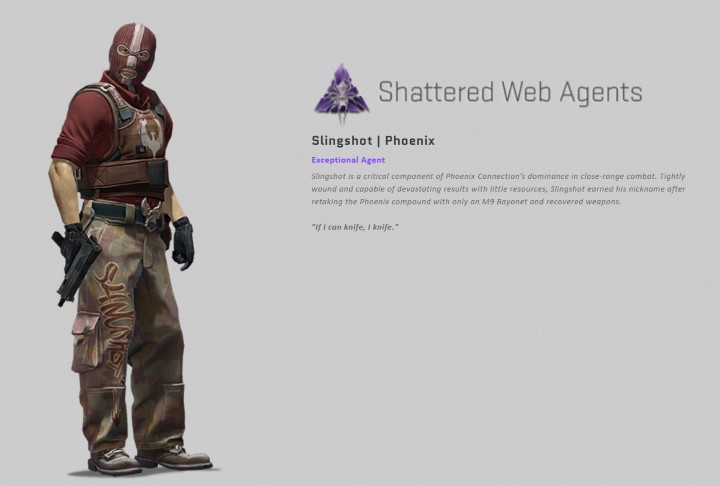 Shattered Web Agents
Slingshot | Phoenix
Exceptional Agent
Slingshot is a critical component of Phoenix Connection's dominance in close-range combat. Tightly
wound and capable of devastating results with little resources, Slingshot earned his nickname after
retaking the Phoenix compound with only an M9 Bayonet and recovered weapons.
"If I can knife, I knife."